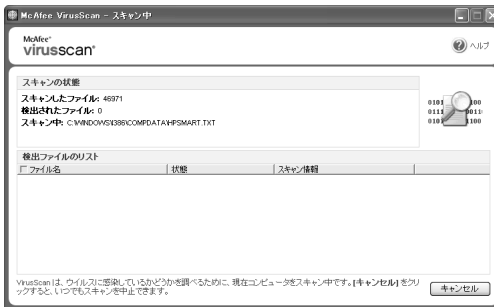 McAfee VirusScan - スキャン中
McAfee®
virusscan®
ヘルプ
スキャンの状態
スキャンしたファイル: 46971
検出されたファイル: 0
スキャン中: C:\WINDOWS\I386\COMPDATA\HPSMART.TXT
0101 100
0111 0011
0101 1100
検出ファイルのリスト
ファイル名 状態 スキャン情報
VirusScan は、ウイルスに感染しているかどうかを調べるために、現在コンピュータをスキャン中です。[キャンセル] をクリ
ックすると、いつでもスキャンを中止できます。
キャンセル